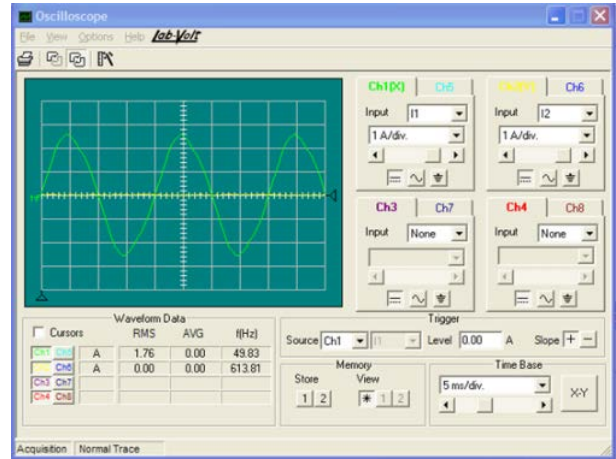 Oscilloscope
File View Options Help Lab-Volt
Ch1(X) Ch5
Input I1
1 A/div.
Ch2(Y) Ch6
Input I2
1 A/div.
Ch3 Ch7
Input None
Ch4 Ch8
Input None
Waveform Data
Cursors RMS AVG f(Hz)
Ch1 Ch5 A 1.76 0.00 49.83
Ch6 A 0.00 0.00 613.81
Ch3 Ch7
Ch4 Ch8
Trigger
Source Ch1 I1 Level 0.00 A Slope + −
Memory
Store View
1 2 * 1 2
Time Base
5 ms/div.
X-Y
Acquisition Normal Trace